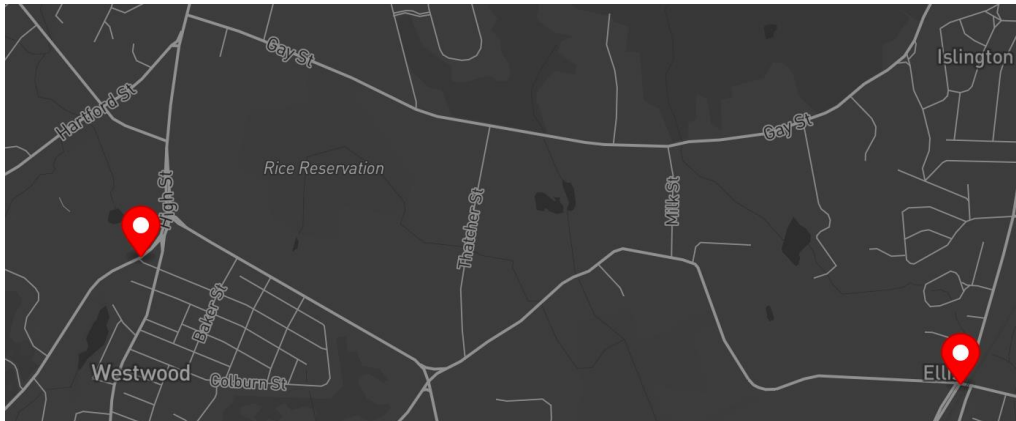 Gay St
Islington
Hartford St
Gay St
Rice Reservation
High St
Milk St
Thatcher St
Baker St
Westwood
Colburn St